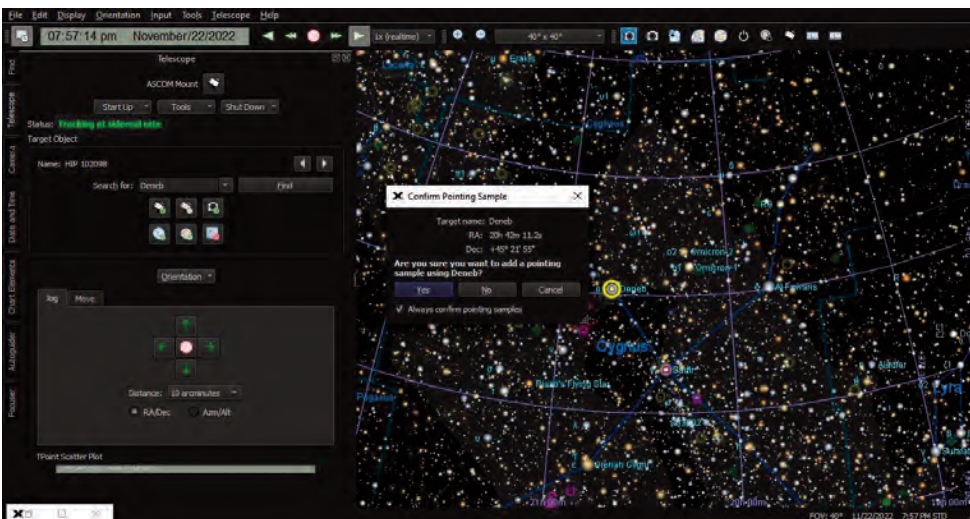 File Edit Display Orientation Input Tools Telescope Help
07:57:14 pm November/22/2022 1x (realtime) 40° x 40°
Telescope
Find
Telescope
Camera
Date and Time
Chart Elements
Autoguider
Focuser
ASCOM Mount
Start Up Tools Shut Down
Status: Tracking at sidereal rate
Target Object
Name: HIP 102098
Search for: Deneb Find
Orientation
Jog Move
Distance: 10 arcminutes
RA/Dec Azm/Alt
TPoint Scatter Plot
Confirm Pointing Sample
Target name: Deneb
RA: 20h 42m 11.2s
Dec: +45° 21' 55"
Are you sure you want to add a pointing
sample using Deneb?
Yes No Cancel
Always confirm pointing samples
Deneb
Cygnus
Sadr
Lyra
Pegasus
FOV: 40° 11/22/2022 7:57 PM STD